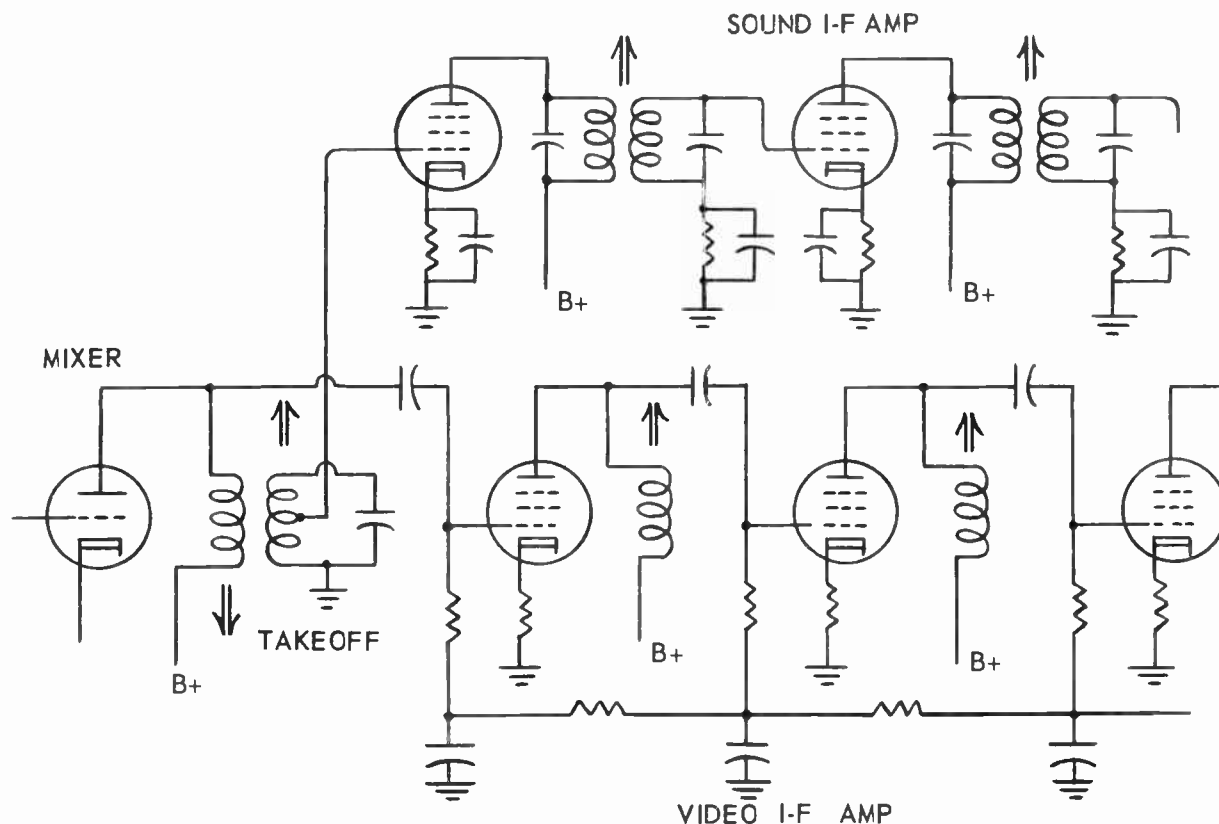 SOUND I-F AMP
B+
B+
MIXER
TAKEOFF
B+
B+
B+
VIDEO I-F AMP